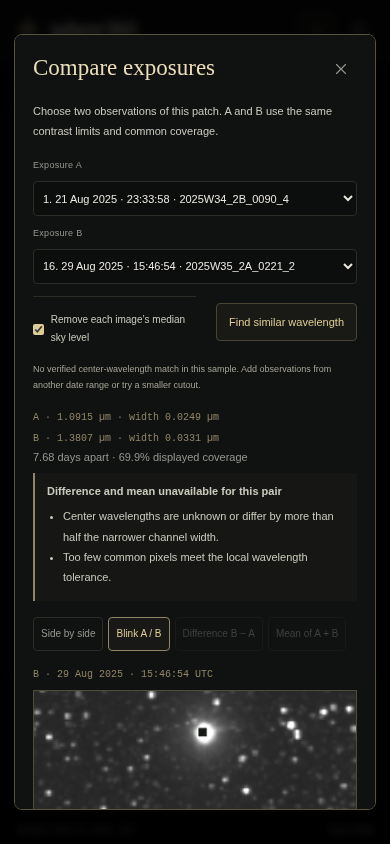 Compare exposures
Choose two observations of this patch. A and B use the same
contrast limits and common coverage.
Exposure A
1. 21 Aug 2025 · 23:33:58 · 2025W34_2B_0090_4
Exposure B
16. 29 Aug 2025 · 15:46:54 · 2025W35_2A_0221_2
Remove each image's median
sky level
Find similar wavelength
No verified center-wavelength match in this sample. Add observations from
another date range or try a smaller cutout.
A · 1.0915 µm · width 0.0249 µm
B · 1.3807 µm · width 0.0331 µm
7.68 days apart · 69.9% displayed coverage
Difference and mean unavailable for this pair
• Center wavelengths are unknown or differ by more than
half the narrower channel width.
• Too few common pixels meet the local wavelength
tolerance.
Side by side Blink A / B Difference B − A Mean of A + B
B · 29 Aug 2025 · 15:46:54 UTC